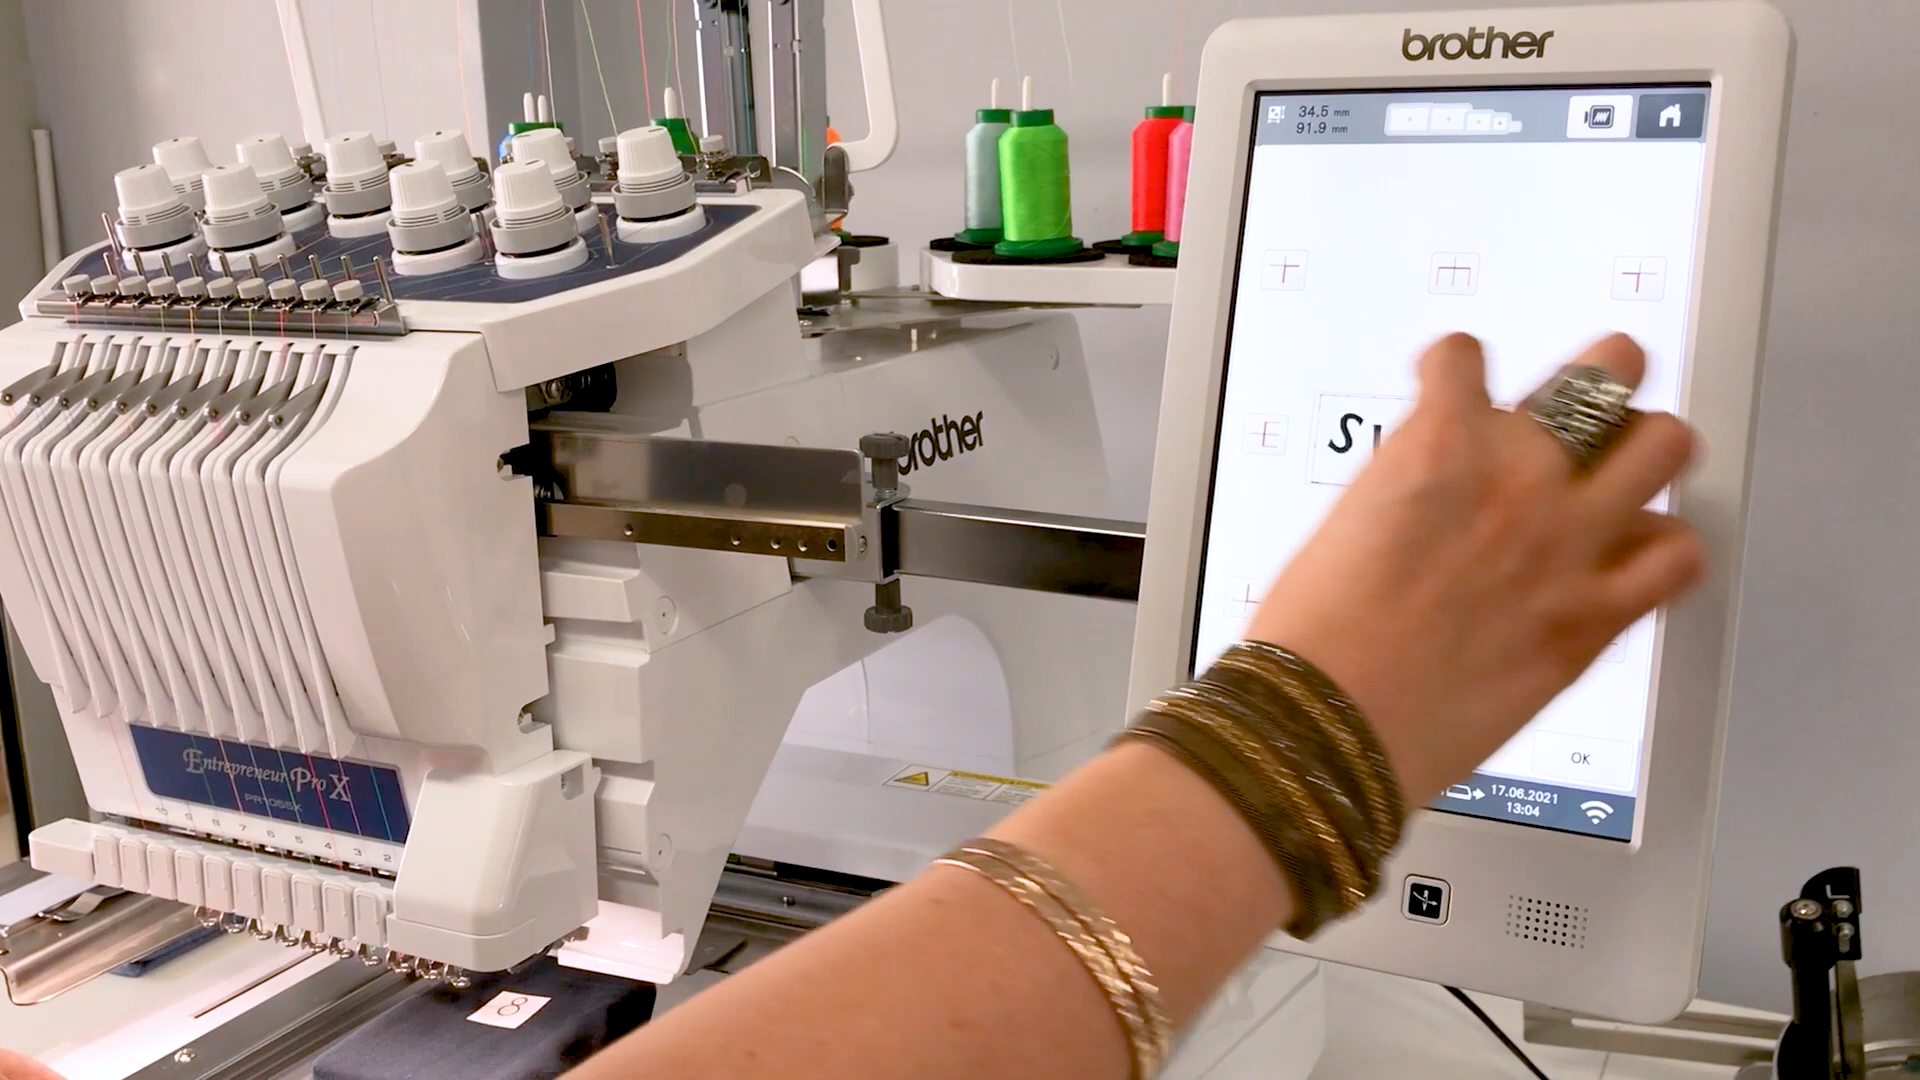 brother
34.5 mm
91.9 mm
brother
S
OK
17.06.2021
13:04
Entrepreneur Pro X
PR1055X
10 9 8 7 6 5 4 3 2
8
L